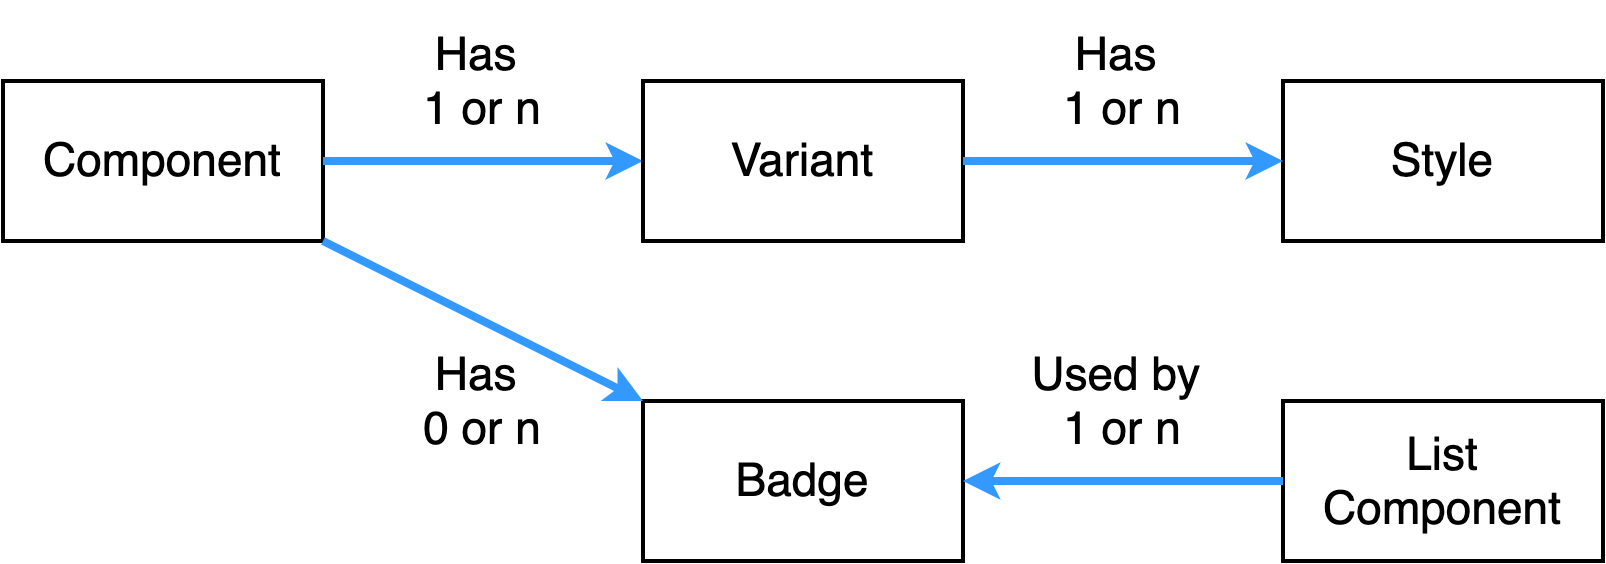 Has
1 or n
Has
1 or n
Component
Variant
Style
Has
0 or n
Used by
1 or n
Badge
List
Component